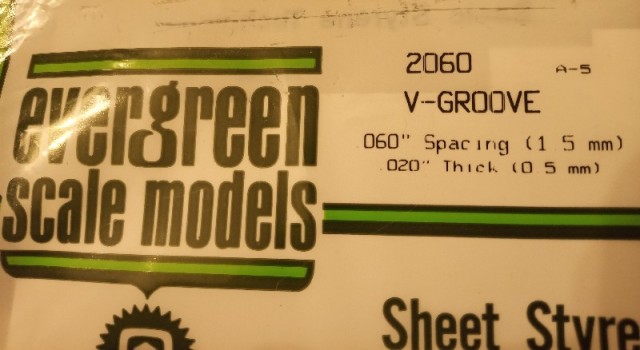 2060 A-5
V-GROOVE
.060" Spacing (1 5 mm)
.020" Thick (0 5 mm)
evergreen
scale models
Sheet Styre